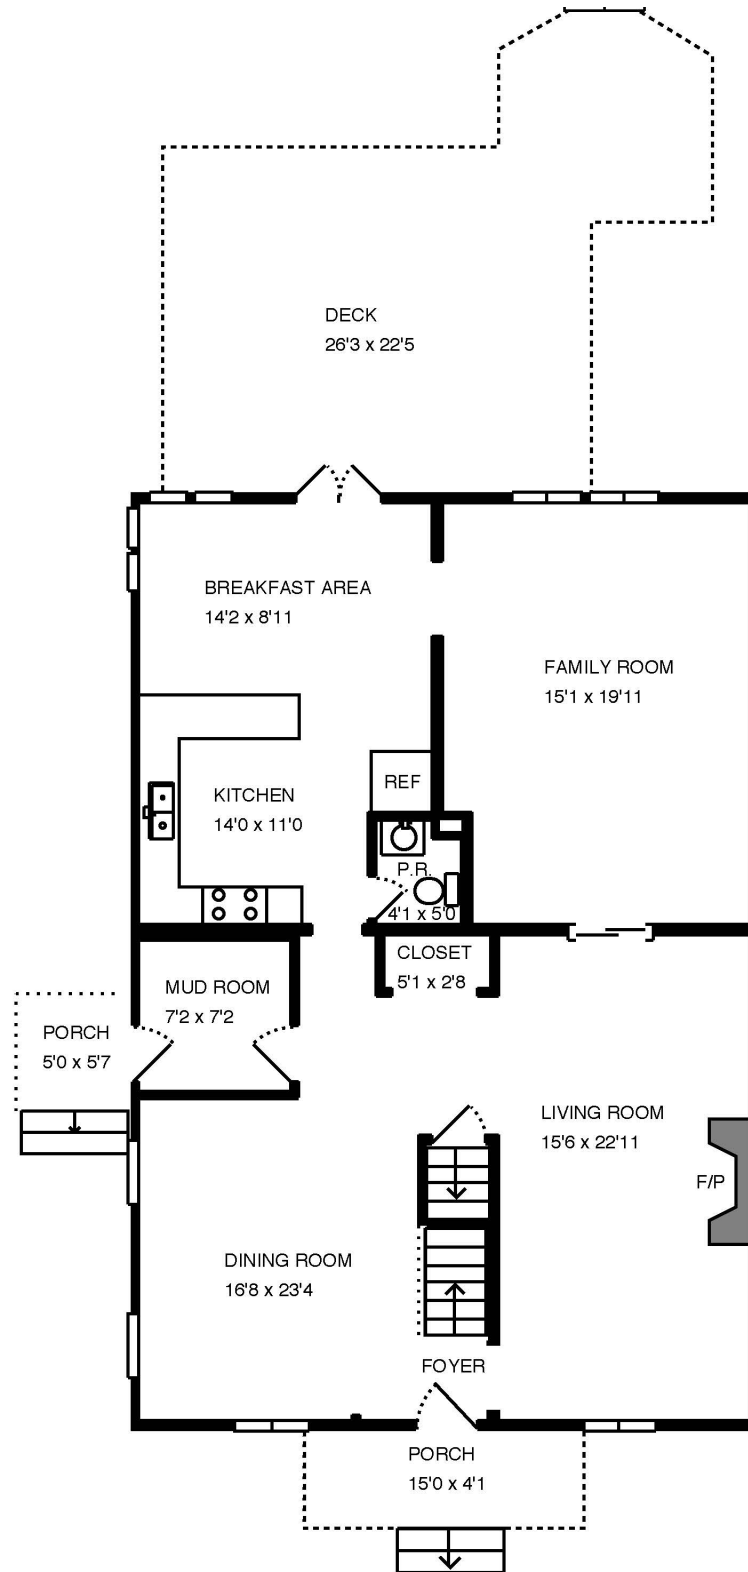 DECK
26'3 x 22'5
BREAKFAST AREA
14'2 x 8'11
FAMILY ROOM
15'1 x 19'11
REF
KITCHEN
14'0 x 11'0
P.R.
4'1 x 5'0
CLOSET
5'1 x 2'8
MUD ROOM
7'2 x 7'2
PORCH
5'0 x 5'7
LIVING ROOM
15'6 x 22'11
F/P
DINING ROOM
16'8 x 23'4
FOYER
PORCH
15'0 x 4'1